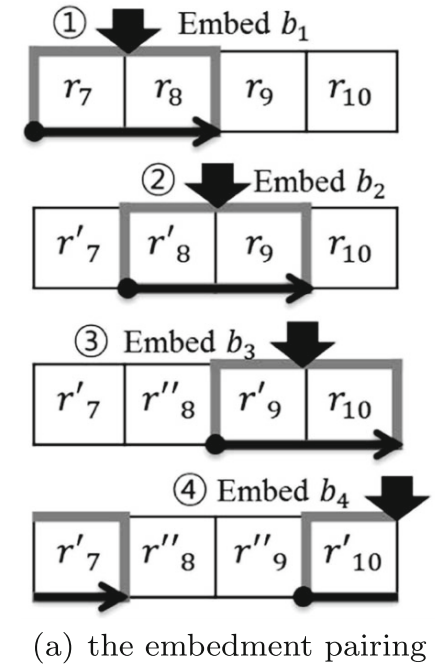 ① Embed b₁
r₇ r₈ r₉ r₁₀
② Embed b₂
r'₇ r'₈ r₉ r₁₀
③ Embed b₃
r'₇ r''₈ r'₉ r₁₀
④ Embed b₄
r'₇ r''₈ r''₉ r'₁₀
(a) the embedment pairing